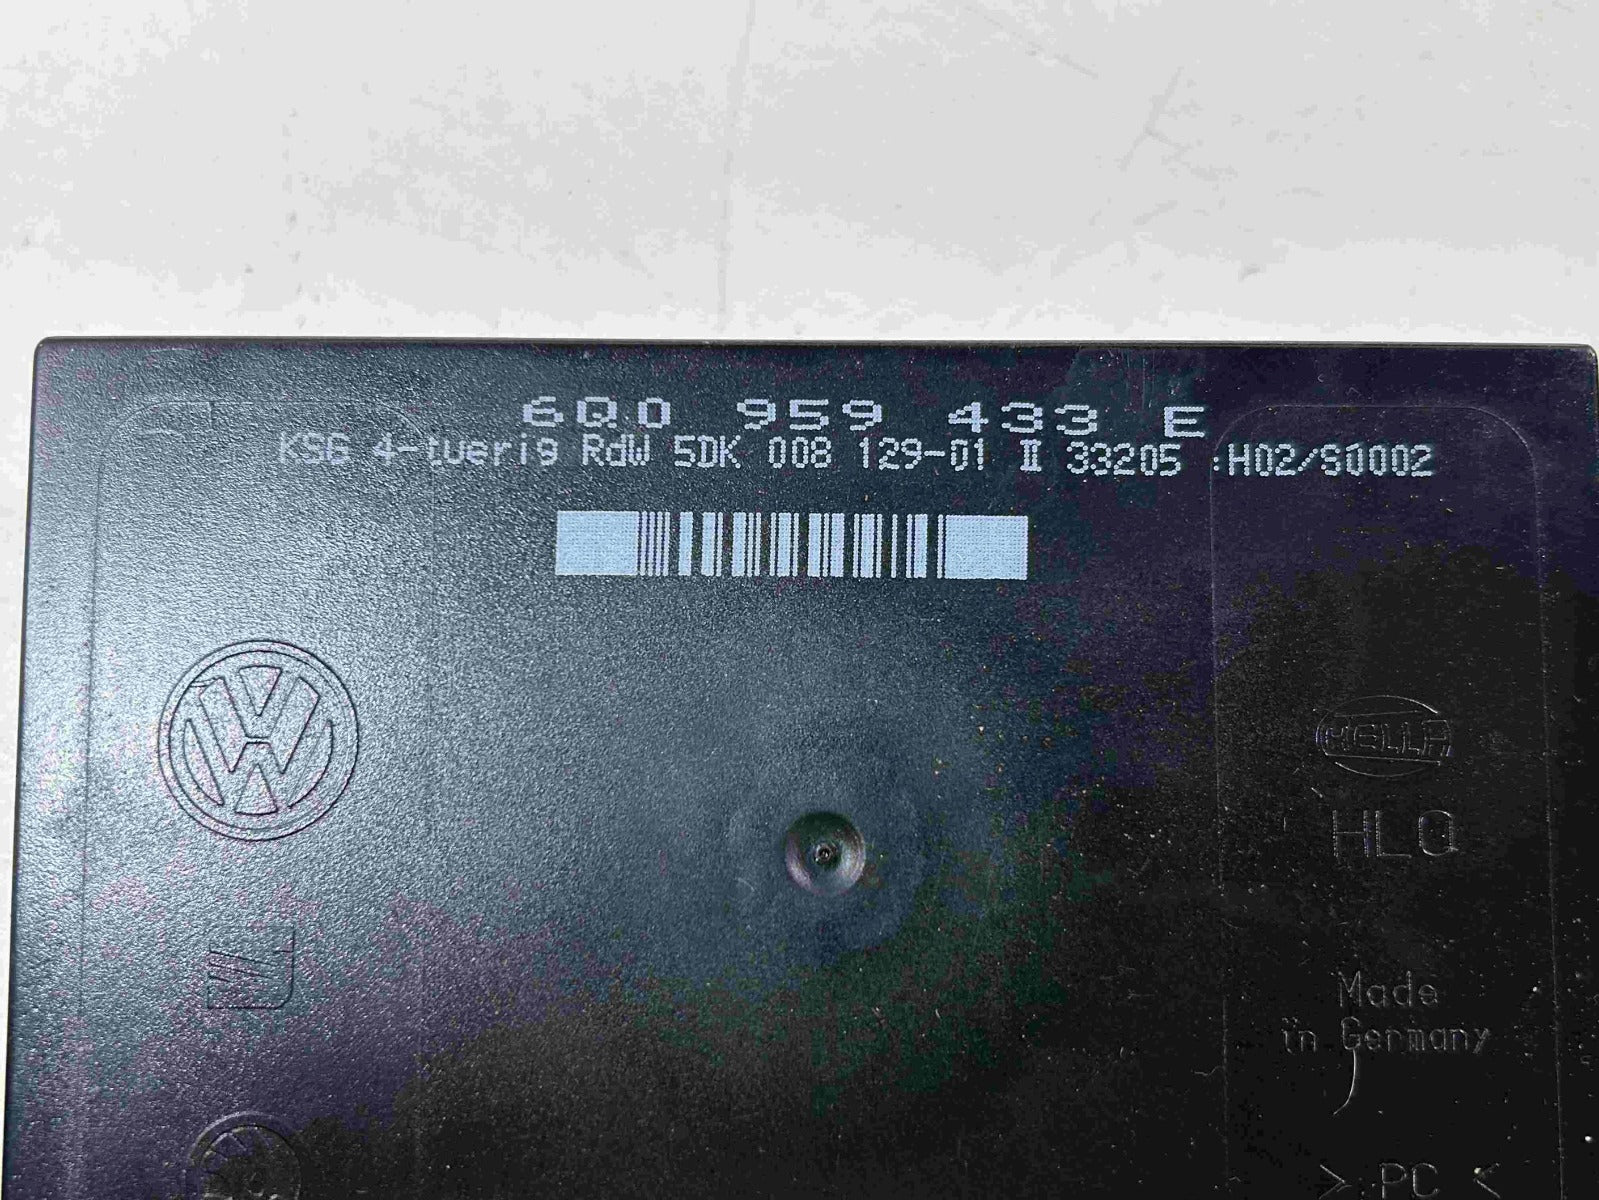 6Q0 959 433 E
KSG 4-tuerig RdW 5DK 008 129-01 II 33205 :H02/S0002
HELLA
HLO
Made
in Germany
> PC <